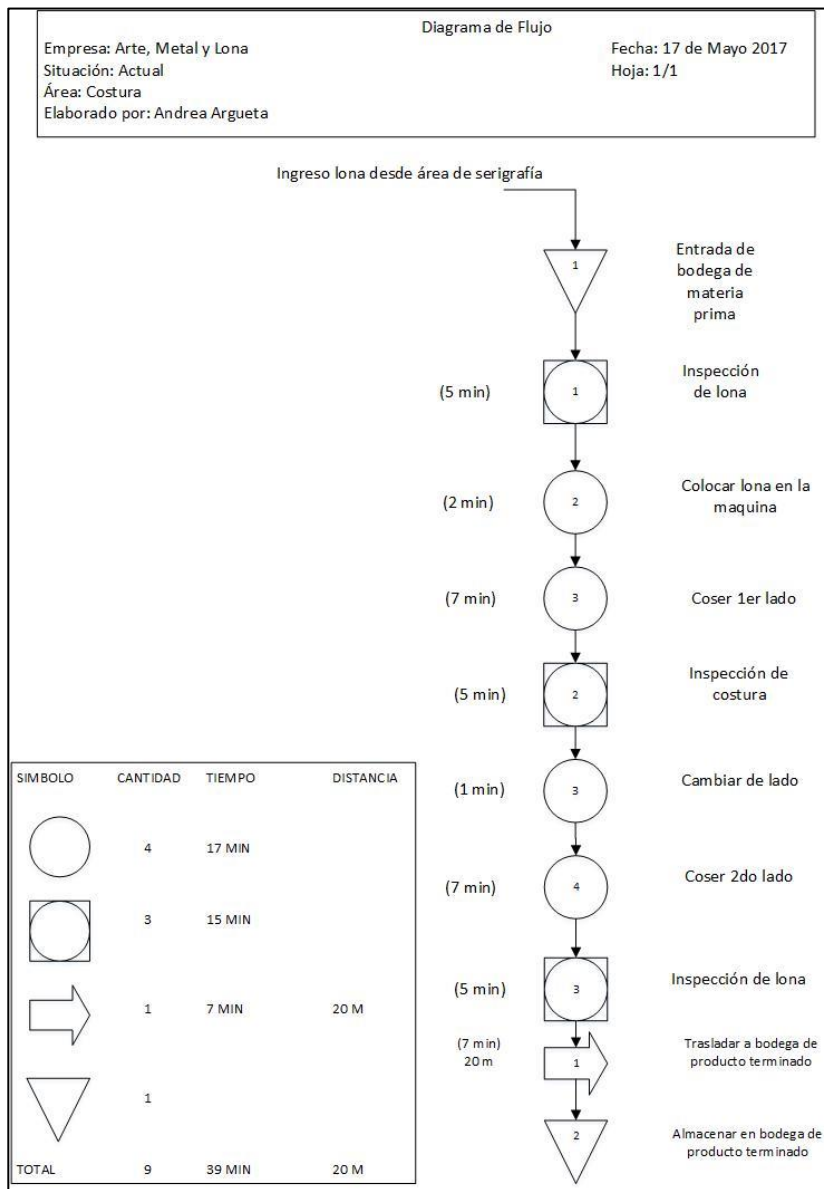 Diagrama de Flujo
Empresa: Arte, Metal y Lona
Fecha: 17 de Mayo 2017
Situación: Actual
Hoja: 1/1
Área: Costura
Elaborado por: Andrea Argueta
Ingreso lona desde área de serigrafía
1
Entrada de
bodega de
materia
prima
(5 min)
1
Inspección
de lona
(2 min)
2
Colocar lona en la
maquina
(7 min)
3
Coser 1er lado
(5 min)
2
Inspección de
costura
(1 min)
3
Cambiar de lado
(7 min)
4
Coser 2do lado
(5 min)
3
Inspección de lona
(7 min)
20 m
1
Trasladar a bodega de
producto terminado
2
Almacenar en bodega de
producto terminado
SIMBOLO CANTIDAD TIEMPO DISTANCIA
4 17 MIN
3 15 MIN
1 7 MIN 20 M
1
TOTAL 9 39 MIN 20 M